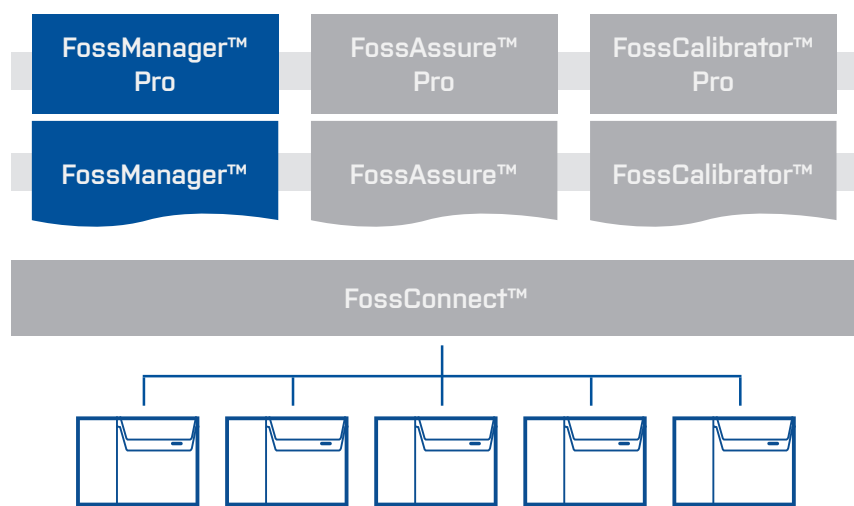 FossManager™
Pro
FossAssure™
Pro
FossCalibrator™
Pro
FossManager™
FossAssure™
FossCalibrator™
FossConnect™